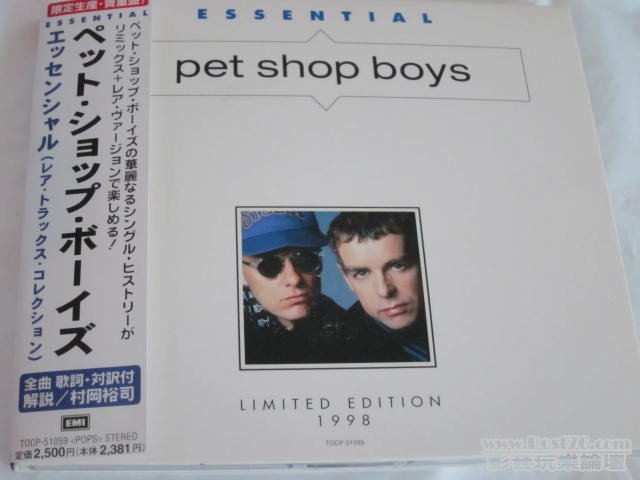 限定生産・貴重盤!
ESSENTIAL
ペット・ショップ・ボーイズ
エッセンシャル(レア・トラックス・コレクション)
ペット・ショップ・ボーイズの華麗なるシングル・ヒストリーが
リミックス+レア・ヴァージョンで楽しめる!
全曲 歌詞・対訳付
解説/村岡裕司
EMI
TOCP-51059 <POPS> STEREO
定価2,500円(本体2,381円)
ESSENTIAL
pet shop boys
LIMITED EDITION
1998
TOCP-51059
www.Post76.com
影音玩樂論壇